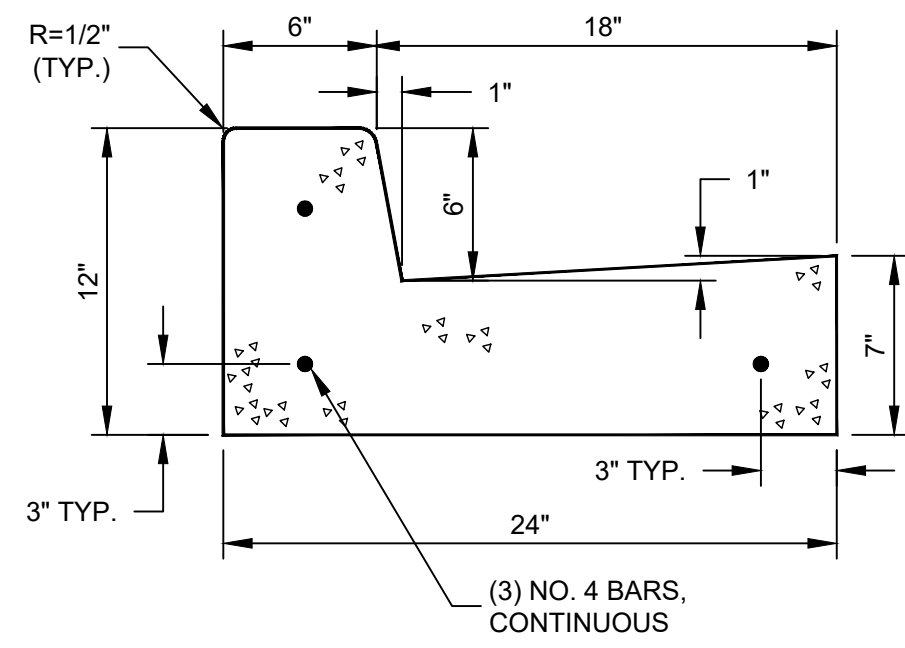 R=1/2"
(TYP.)
6"
18"
1"
12"
6"
1"
7"
3" TYP.
3" TYP.
24"
(3) NO. 4 BARS,
CONTINUOUS